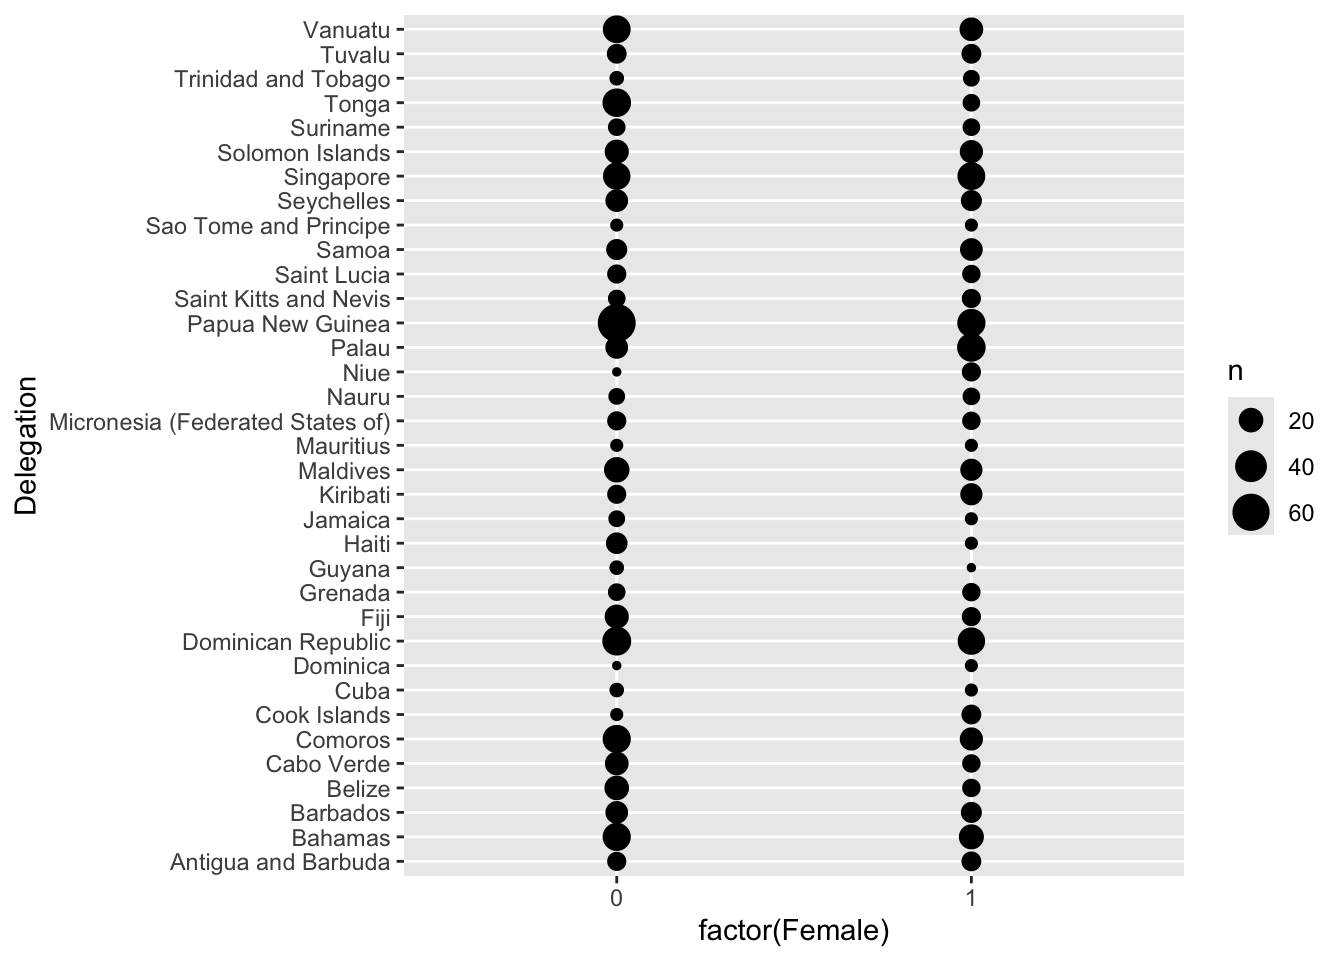 Vanuatu
Tuvalu
Trinidad and Tobago
Tonga
Suriname
Solomon Islands
Singapore
Seychelles
Sao Tome and Principe
Samoa
Saint Lucia
Saint Kitts and Nevis
Papua New Guinea
Palau
Niue
Nauru
Micronesia (Federated States of)
Mauritius
Maldives
Kiribati
Jamaica
Haiti
Guyana
Grenada
Fiji
Dominican Republic
Dominica
Cuba
Cook Islands
Comoros
Cabo Verde
Belize
Barbados
Bahamas
Antigua and Barbuda
Delegation
0 1
factor(Female)
n
20
40
60